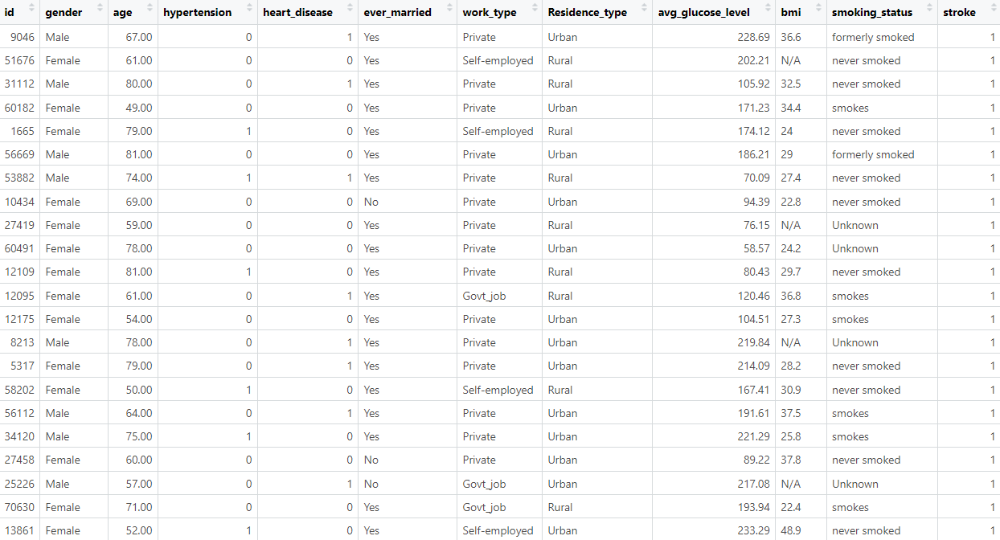 id gender age hypertension heart_disease ever_married work_type Residence_type avg_glucose_level bmi smoking_status stroke
9046 Male 67.00 0 1 Yes Private Urban 228.69 36.6 formerly smoked 1
51676 Female 61.00 0 0 Yes Self-employed Rural 202.21 N/A never smoked 1
31112 Male 80.00 0 1 Yes Private Rural 105.92 32.5 never smoked 1
60182 Female 49.00 0 0 Yes Private Urban 171.23 34.4 smokes 1
1665 Female 79.00 1 0 Yes Self-employed Rural 174.12 24 never smoked 1
56669 Male 81.00 0 0 Yes Private Urban 186.21 29 formerly smoked 1
53882 Male 74.00 1 1 Yes Private Rural 70.09 27.4 never smoked 1
10434 Female 69.00 0 0 No Private Urban 94.39 22.8 never smoked 1
27419 Female 59.00 0 0 Yes Private Rural 76.15 N/A Unknown 1
60491 Female 78.00 0 0 Yes Private Urban 58.57 24.2 Unknown 1
12109 Female 81.00 1 0 Yes Private Rural 80.43 29.7 never smoked 1
12095 Female 61.00 0 1 Yes Govt_job Rural 120.46 36.8 smokes 1
12175 Female 54.00 0 0 Yes Private Urban 104.51 27.3 smokes 1
8213 Male 78.00 0 1 Yes Private Urban 219.84 N/A Unknown 1
5317 Female 79.00 0 1 Yes Private Urban 214.09 28.2 never smoked 1
58202 Female 50.00 1 0 Yes Self-employed Rural 167.41 30.9 never smoked 1
56112 Male 64.00 0 1 Yes Private Urban 191.61 37.5 smokes 1
34120 Male 75.00 1 0 Yes Private Urban 221.29 25.8 smokes 1
27458 Female 60.00 0 0 No Private Urban 89.22 37.8 never smoked 1
25226 Male 57.00 0 1 No Govt_job Urban 217.08 N/A Unknown 1
70630 Female 71.00 0 0 Yes Govt_job Rural 193.94 22.4 smokes 1
13861 Female 52.00 1 0 Yes Self-employed Urban 233.29 48.9 never smoked 1